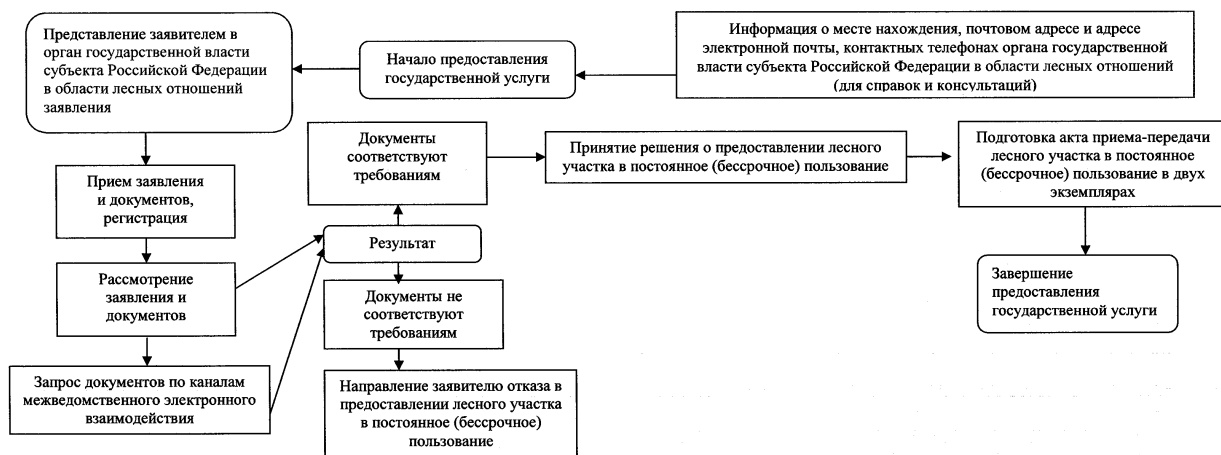 Представление заявителем в
орган государственной власти
субъекта Российской Федерации
в области лесных отношений
заявления
Начало предоставления
государственной услуги
Информация о месте нахождения, почтовом адресе и адресе
электронной почты, контактных телефонах органа государственной
власти субъекта Российской Федерации в области лесных отношений
(для справок и консультаций)
Прием заявления
и документов,
регистрация
Документы
соответствуют
требованиям
Принятие решения о предоставлении лесного
участка в постоянное (бессрочное) пользование
Подготовка акта приема-передачи
лесного участка в постоянное
(бессрочное) пользование в двух
экземплярах
Результат
Рассмотрение
заявления и
документов
Документы не
соответствуют
требованиям
Завершение
предоставления
государственной услуги
Запрос документов по каналам
межведомственного электронного
взаимодействия
Направление заявителю отказа в
предоставлении лесного участка
в постоянное (бессрочное)
пользование